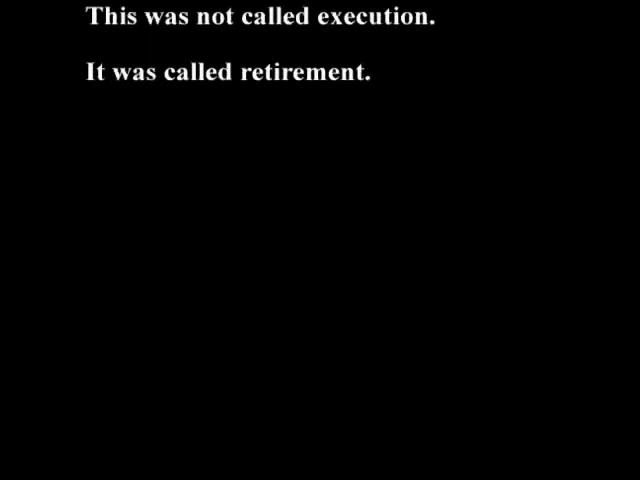 This was not called execution.
It was called retirement.